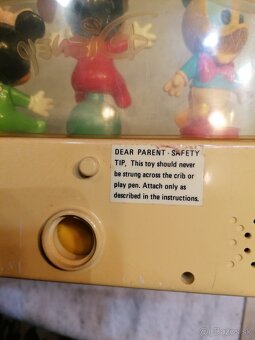 DEAR PARENT - SAFETY
TIP, This toy should never
be strung across the crib or
play pen. Attach only as
described in the instructions.